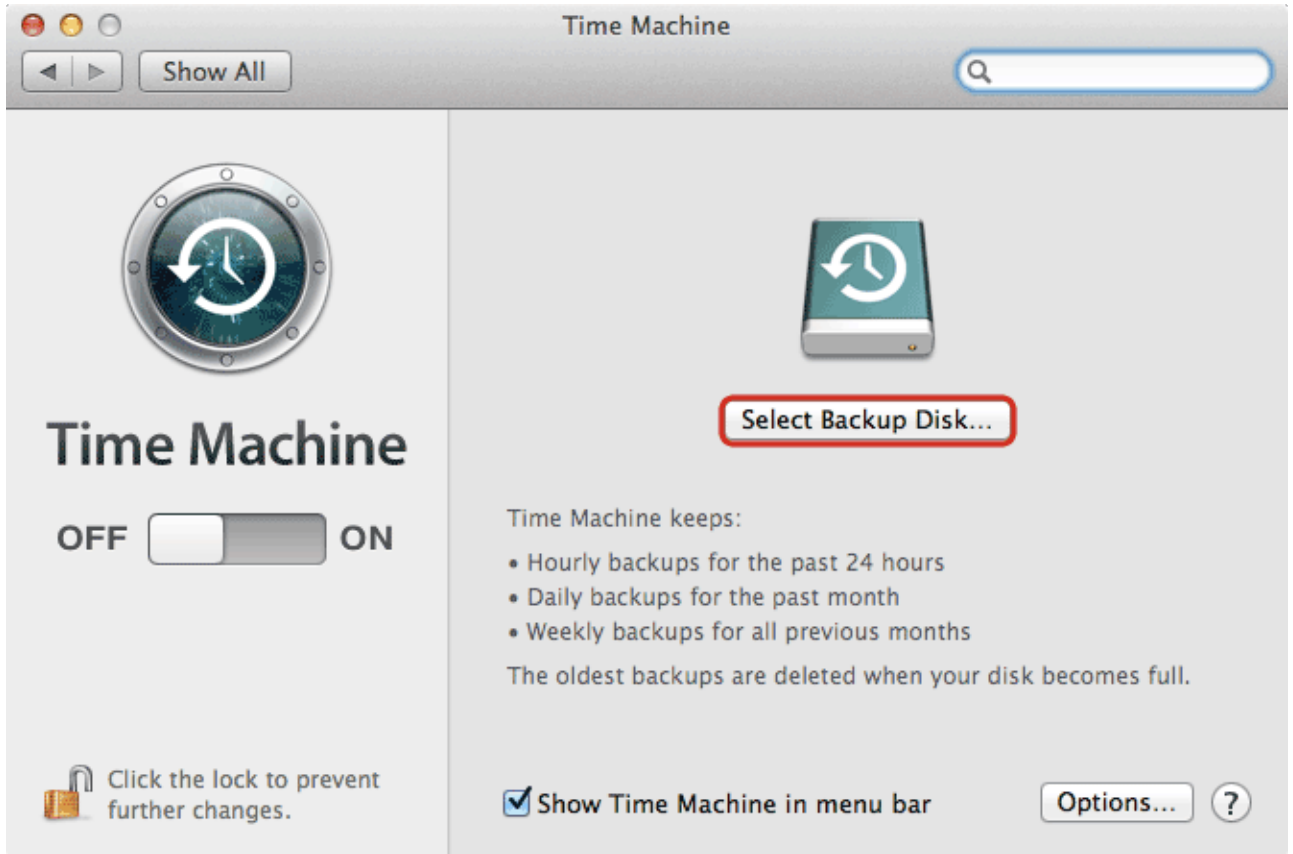 Time Machine
Show All
Select Backup Disk...
Time Machine
OFF ON
Time Machine keeps:
• Hourly backups for the past 24 hours
• Daily backups for the past month
• Weekly backups for all previous months
The oldest backups are deleted when your disk becomes full.
Click the lock to prevent
further changes.
Show Time Machine in menu bar
Options... ?